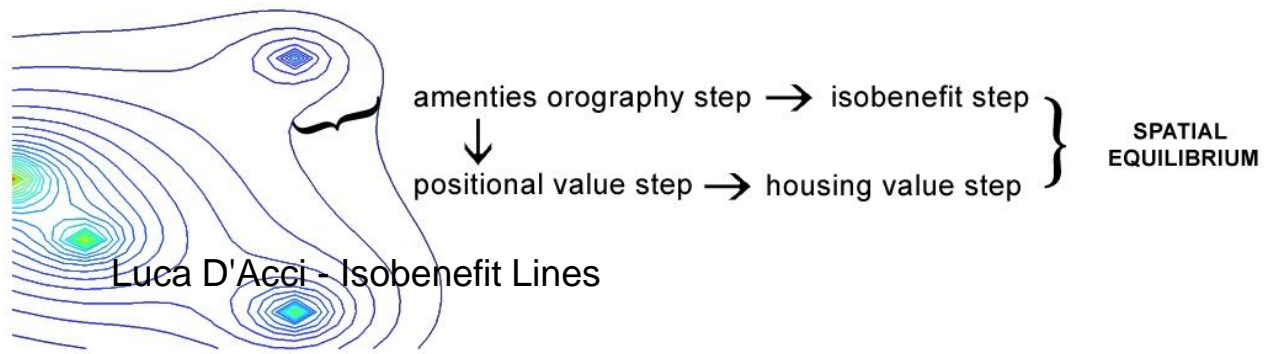 amenties orography step → isobenefit step
SPATIAL
EQUILIBRIUM
positional value step → housing value step
Luca D'Acci - Isobenefit Lines